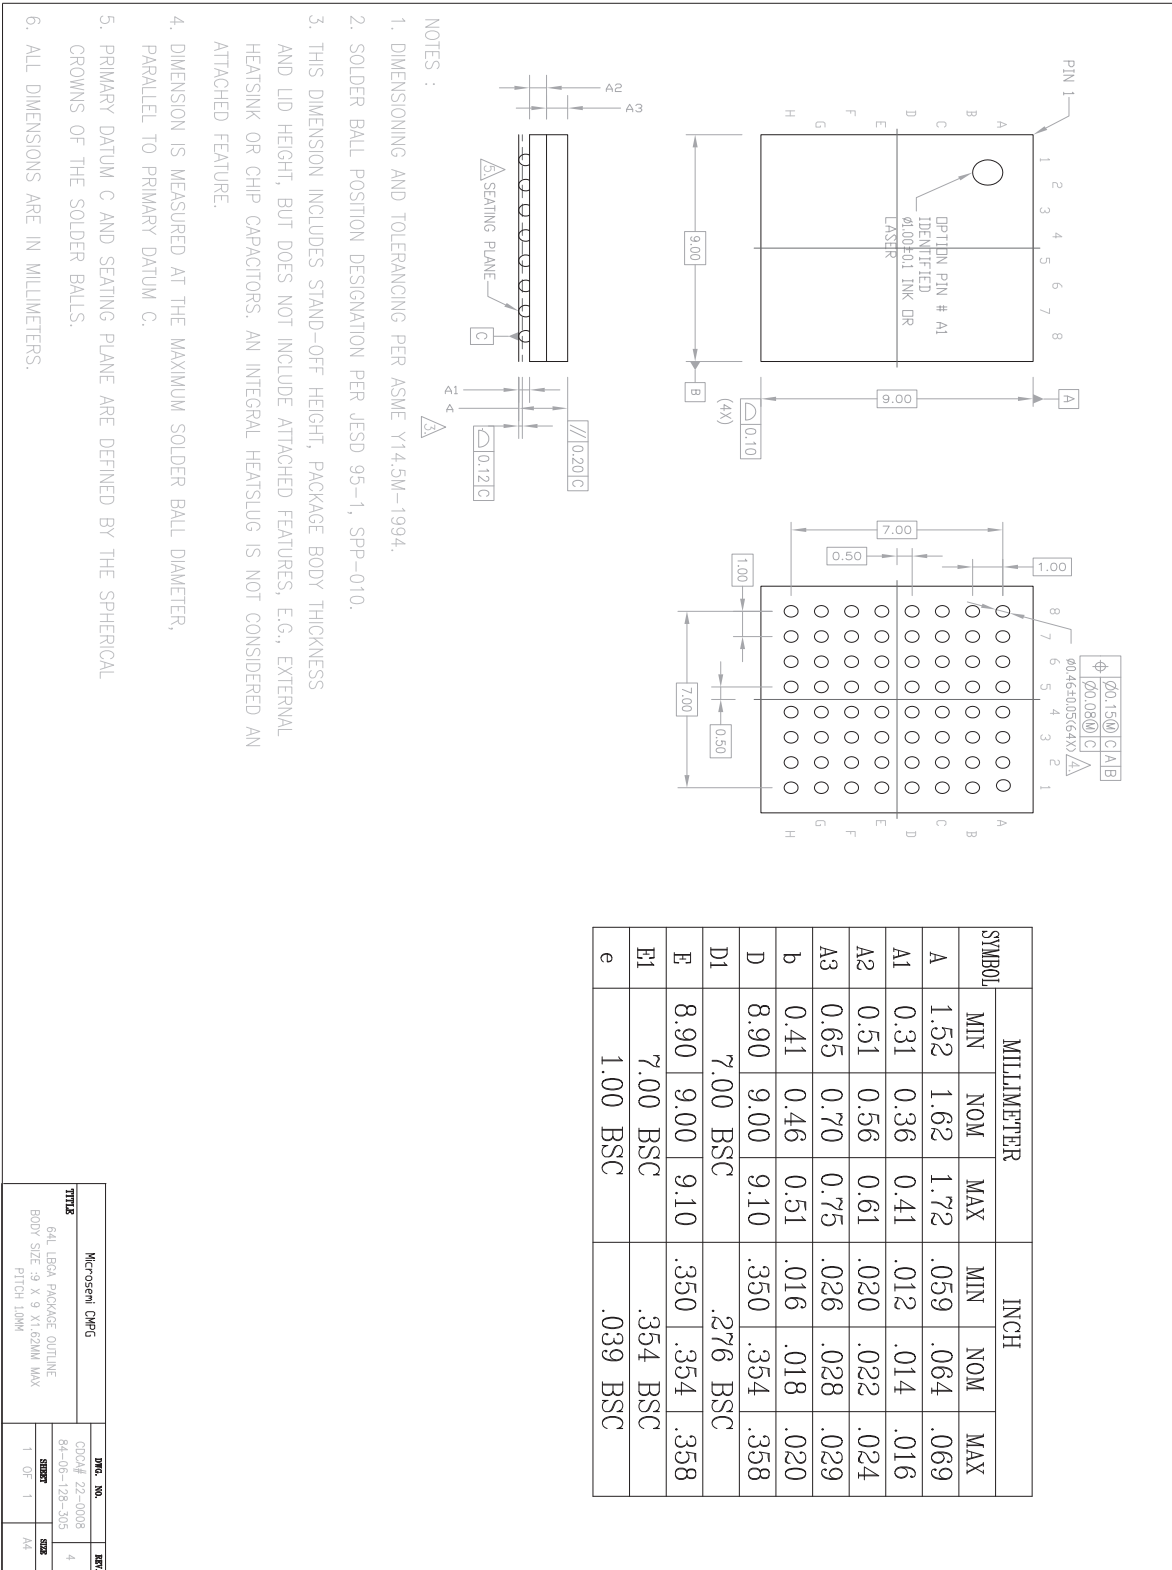 PIN 1
A
B
C
D
E
F
G
H
1
2
3
4
5
6
7
8
OPTION PIN # A1
IDENTIFIED
Ø1.00±0.1 INK OR
LASER
9.00
B
9.00
A
0.10
(4X)
8
7
6
5
4
3
2
1
A
B
C
D
E
F
G
H
7.00
0.50
1.00
1.00
7.00
0.50
Ø0.15Ⓜ C A B
Ø0.08Ⓜ C
Ø0.46±0.05(64X) 4.
A2
A3
5. SEATING PLANE
C
A1
A
3.
// 0.20 C
0.12 C
SYMBOL MILLIMETER INCH
MIN NOM MAX MIN NOM MAX
A 1.52 1.62 1.72 .059 .064 .069
A1 0.31 0.36 0.41 .012 .014 .016
A2 0.51 0.56 0.61 .020 .022 .024
A3 0.65 0.70 0.75 .026 .028 .029
b 0.41 0.46 0.51 .016 .018 .020
D 8.90 9.00 9.10 .350 .354 .358
D1 7.00 BSC .276 BSC
E 8.90 9.00 9.10 .350 .354 .358
E1 7.00 BSC .354 BSC
e 1.00 BSC .039 BSC
NOTES :
1. DIMENSIONING AND TOLERANCING PER ASME Y14.5M-1994.
2. SOLDER BALL POSITION DESIGNATION PER JESD 95-1, SPP-010.
3. THIS DIMENSION INCLUDES STAND-OFF HEIGHT, PACKAGE BODY THICKNESS
AND LID HEIGHT, BUT DOES NOT INCLUDE ATTACHED FEATURES, E.G., EXTERNAL
HEATSINK OR CHIP CAPACITORS. AN INTEGRAL HEATSLUG IS NOT CONSIDERED AN
ATTACHED FEATURE.
4. DIMENSION IS MEASURED AT THE MAXIMUM SOLDER BALL DIAMETER,
PARALLEL TO PRIMARY DATUM C.
5. PRIMARY DATUM C AND SEATING PLANE ARE DEFINED BY THE SPHERICAL
CROWNS OF THE SOLDER BALLS.
6. ALL DIMENSIONS ARE IN MILLIMETERS.
Microsemi CMPG
TITLE
64L LBGA PACKAGE OUTLINE
BODY SIZE :9 X 9 X1.62MM MAX
PITCH 1.0MM
DWG. NO.
CDCA# 22-0008
84-06-128-305
REV.
4
SHEET
1 OF 1
SIZE
A4